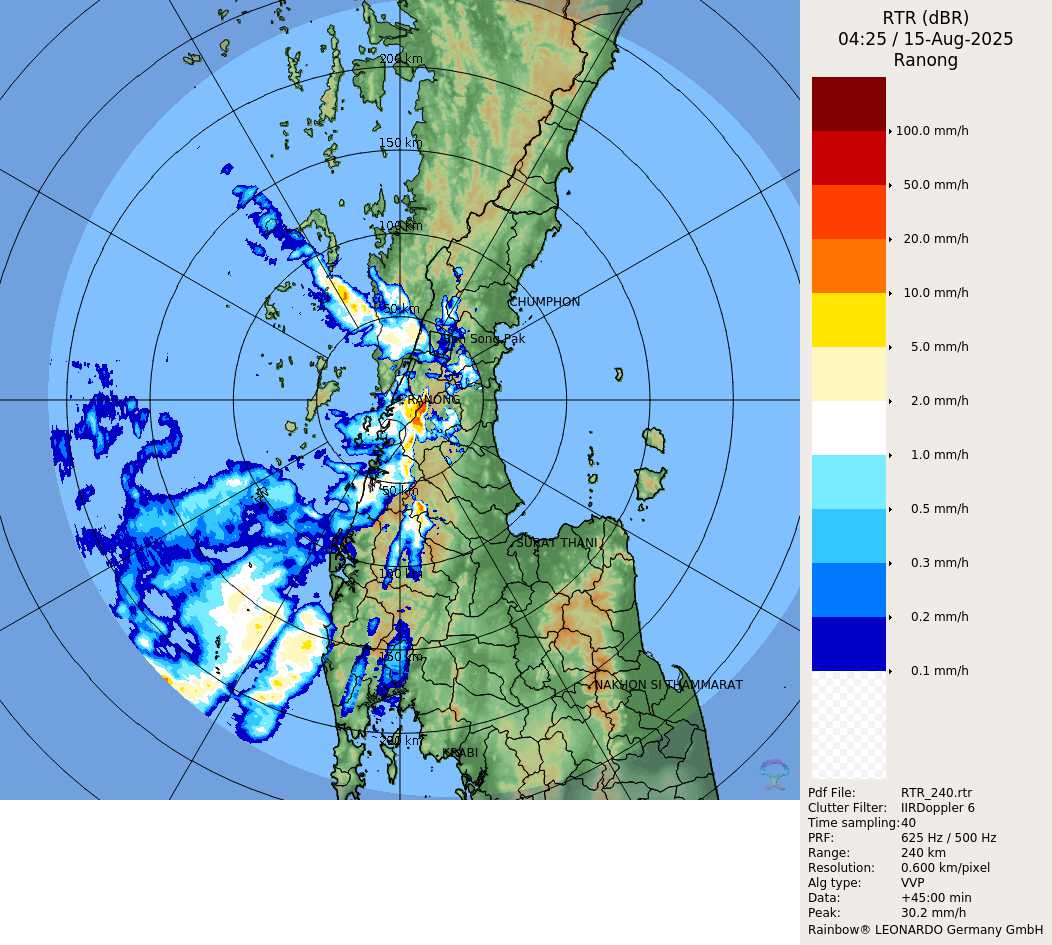 RTR (dBR)
04:25 / 15-Aug-2025
Ranong
100.0 mm/h
50.0 mm/h
20.0 mm/h
10.0 mm/h
5.0 mm/h
2.0 mm/h
1.0 mm/h
0.5 mm/h
0.3 mm/h
0.2 mm/h
0.1 mm/h
Pdf File: RTR_240.rtr
Clutter Filter: IIRDoppler 6
Time sampling: 40
PRF: 625 Hz / 500 Hz
Range: 240 km
Resolution: 0.600 km/pixel
Alg type: VVP
Data: +45:00 min
Peak: 30.2 mm/h
Rainbow® LEONARDO Germany GmbH
200 km
150 km
100 km
50 km
CHUMPHON
Song Pak
RANONG
50 km
SURAT THANI
100 km
150 km
NAKHON SI THAMMARAT
200 km
KRABI